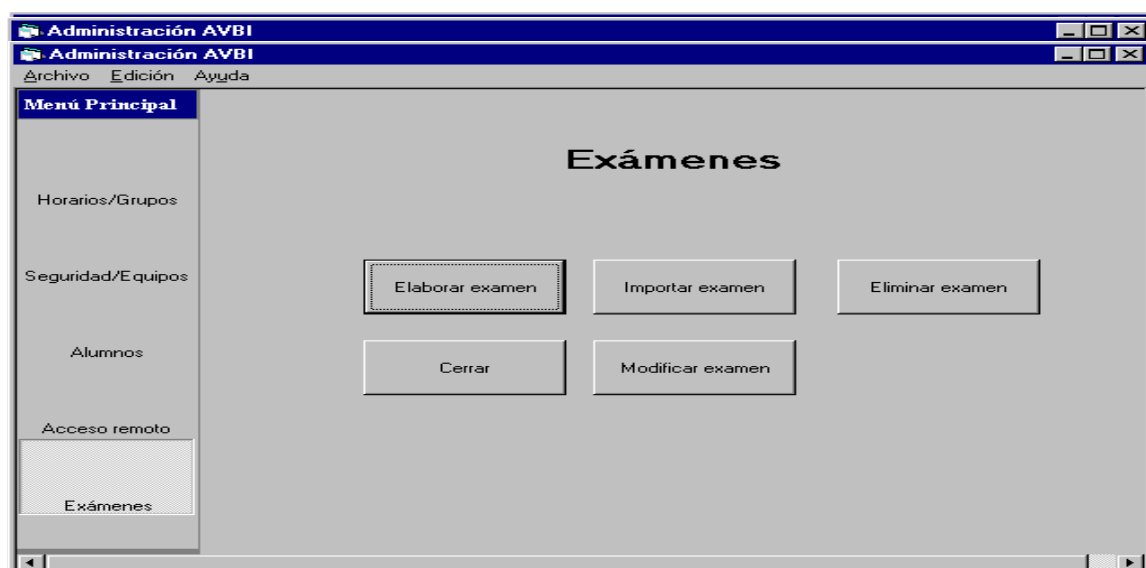 Administración AVBI
Administración AVBI
Archivo Edición Ayuda
Menú Principal
Exámenes
Horarios/Grupos
Seguridad/Equipos
Elaborar examen Importar examen Eliminar examen
Alumnos
Cerrar Modificar examen
Acceso remoto
Exámenes